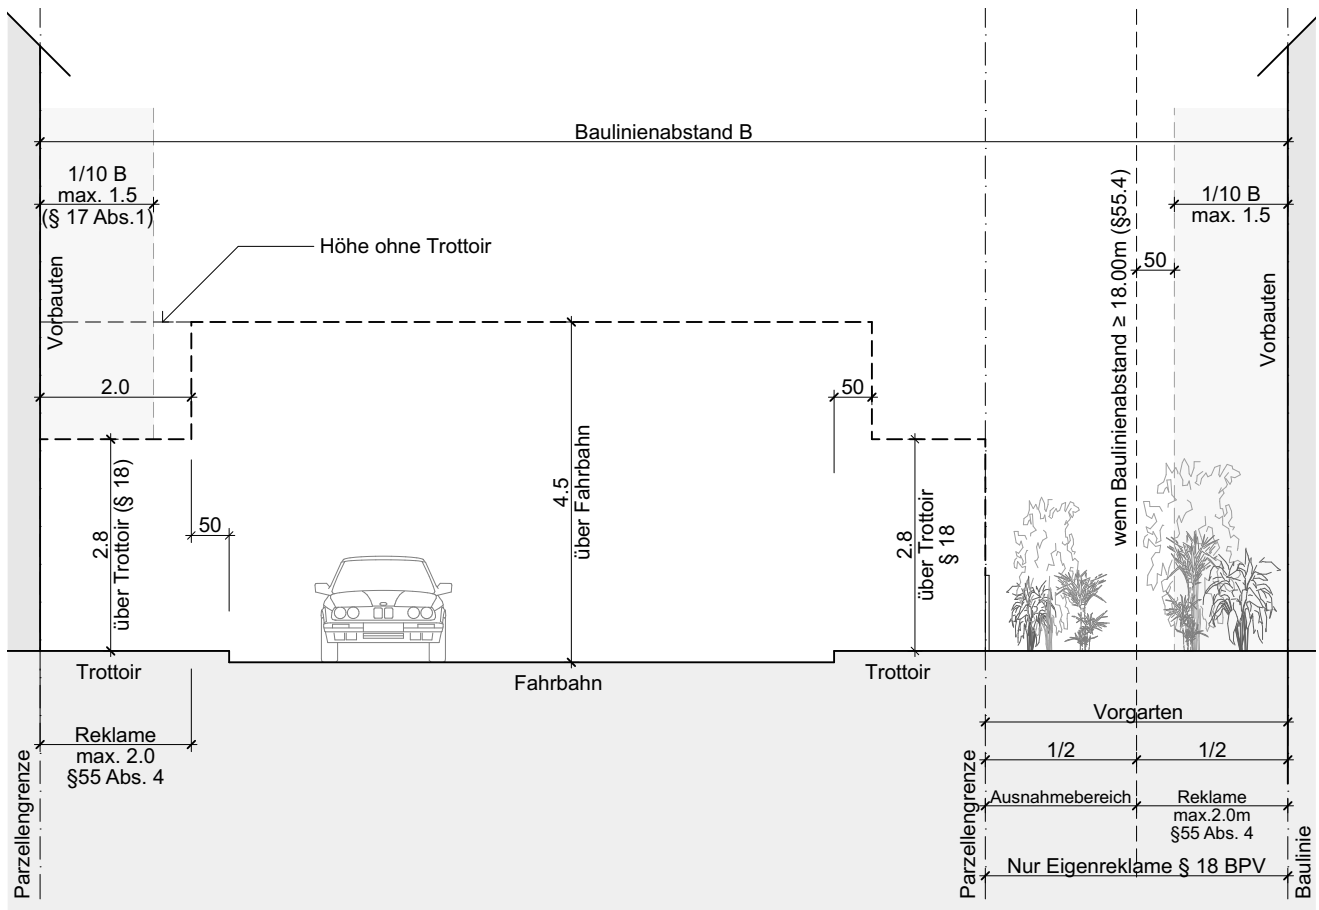 Baulinienabstand B
1/10 B
max. 1.5
(§ 17 Abs.1)
1/10 B
max. 1.5
wenn Baulinienabstand ≥ 18.00m (§55.4)
Höhe ohne Trottoir
50
Vorbauten
Vorbauten
2.0
50
2.8
über Trottoir (§ 18)
50
4.5
über Fahrbahn
2.8
über Trottoir
§ 18
Trottoir
Fahrbahn
Trottoir
Vorgarten
Reklame
max. 2.0
§55 Abs. 4
1/2
1/2
Ausnahmebereich
Reklame
max.2.0m
§55 Abs. 4
Nur Eigenreklame § 18 BPV
Parzellengrenze
Parzellengrenze
Baulinie